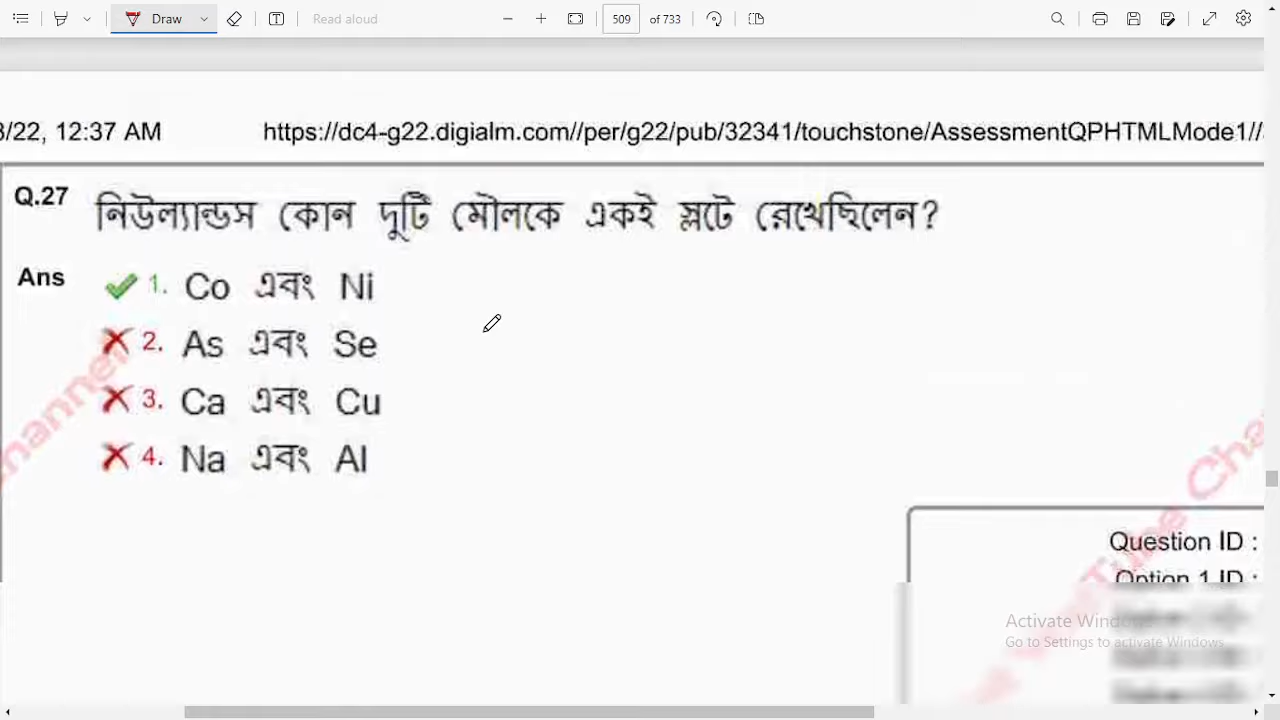 Draw
Read aloud
509 of 733
3/22, 12:37 AM https://dc4-g22.digialm.com//per/g22/pub/32341/touchstone/AssessmentQPHTMLMode1//
Q.27 নিউল্যান্ডস কোন দুটি মৌলকে একই স্লটে রেখেছিলেন?
Ans 1. Co এবং Ni
2. As এবং Se
3. Ca এবং Cu
4. Na এবং Al
Question ID :
Option 1 ID :
Activate Windows
Go to Settings to activate Windows